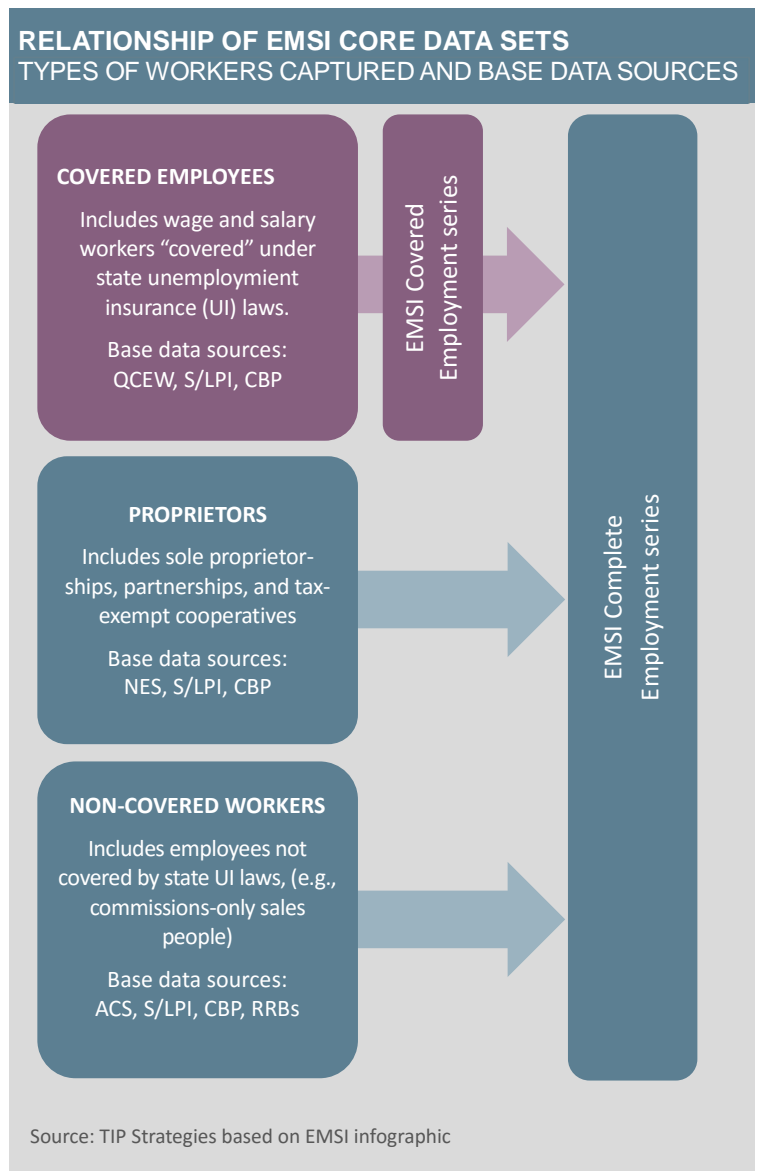 RELATIONSHIP OF EMSI CORE DATA SETS
TYPES OF WORKERS CAPTURED AND BASE DATA SOURCES
COVERED EMPLOYEES
Includes wage and salary
workers “covered” under
state unemploymient
insurance (UI) laws.
Base data sources:
QCEW, S/LPI, CBP
EMSI Covered
Employment series
PROPRIETORS
Includes sole proprietor-
ships, partnerships, and tax-
exempt cooperatives
Base data sources:
NES, S/LPI, CBP
NON-COVERED WORKERS
Includes employees not
covered by state UI laws, (e.g.,
commissions-only sales
people)
Base data sources:
ACS, S/LPI, CBP, RRBs
EMSI Complete
Employment series
Source: TIP Strategies based on EMSI infographic